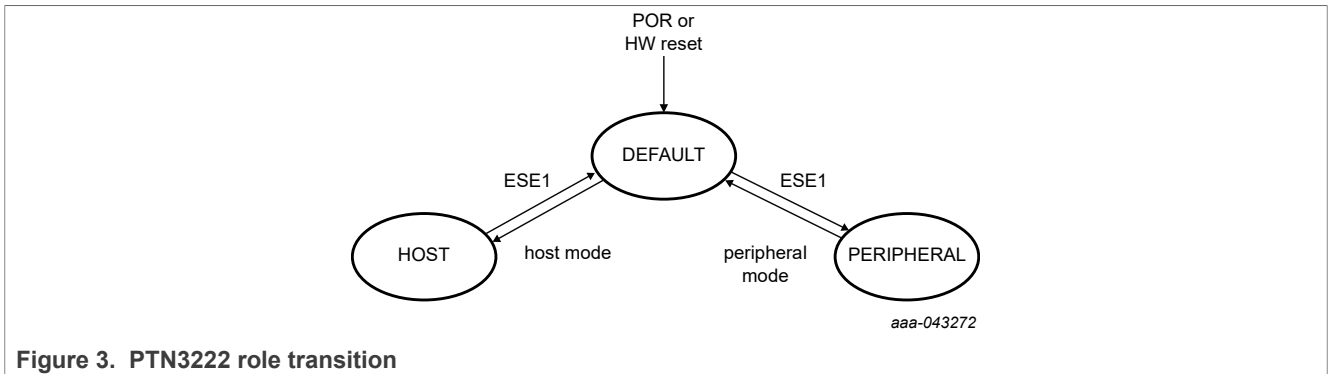 POR or
HW reset
DEFAULT
ESE1
ESE1
HOST
host mode
peripheral
mode
PERIPHERAL
aaa-043272
Figure 3. PTN3222 role transition